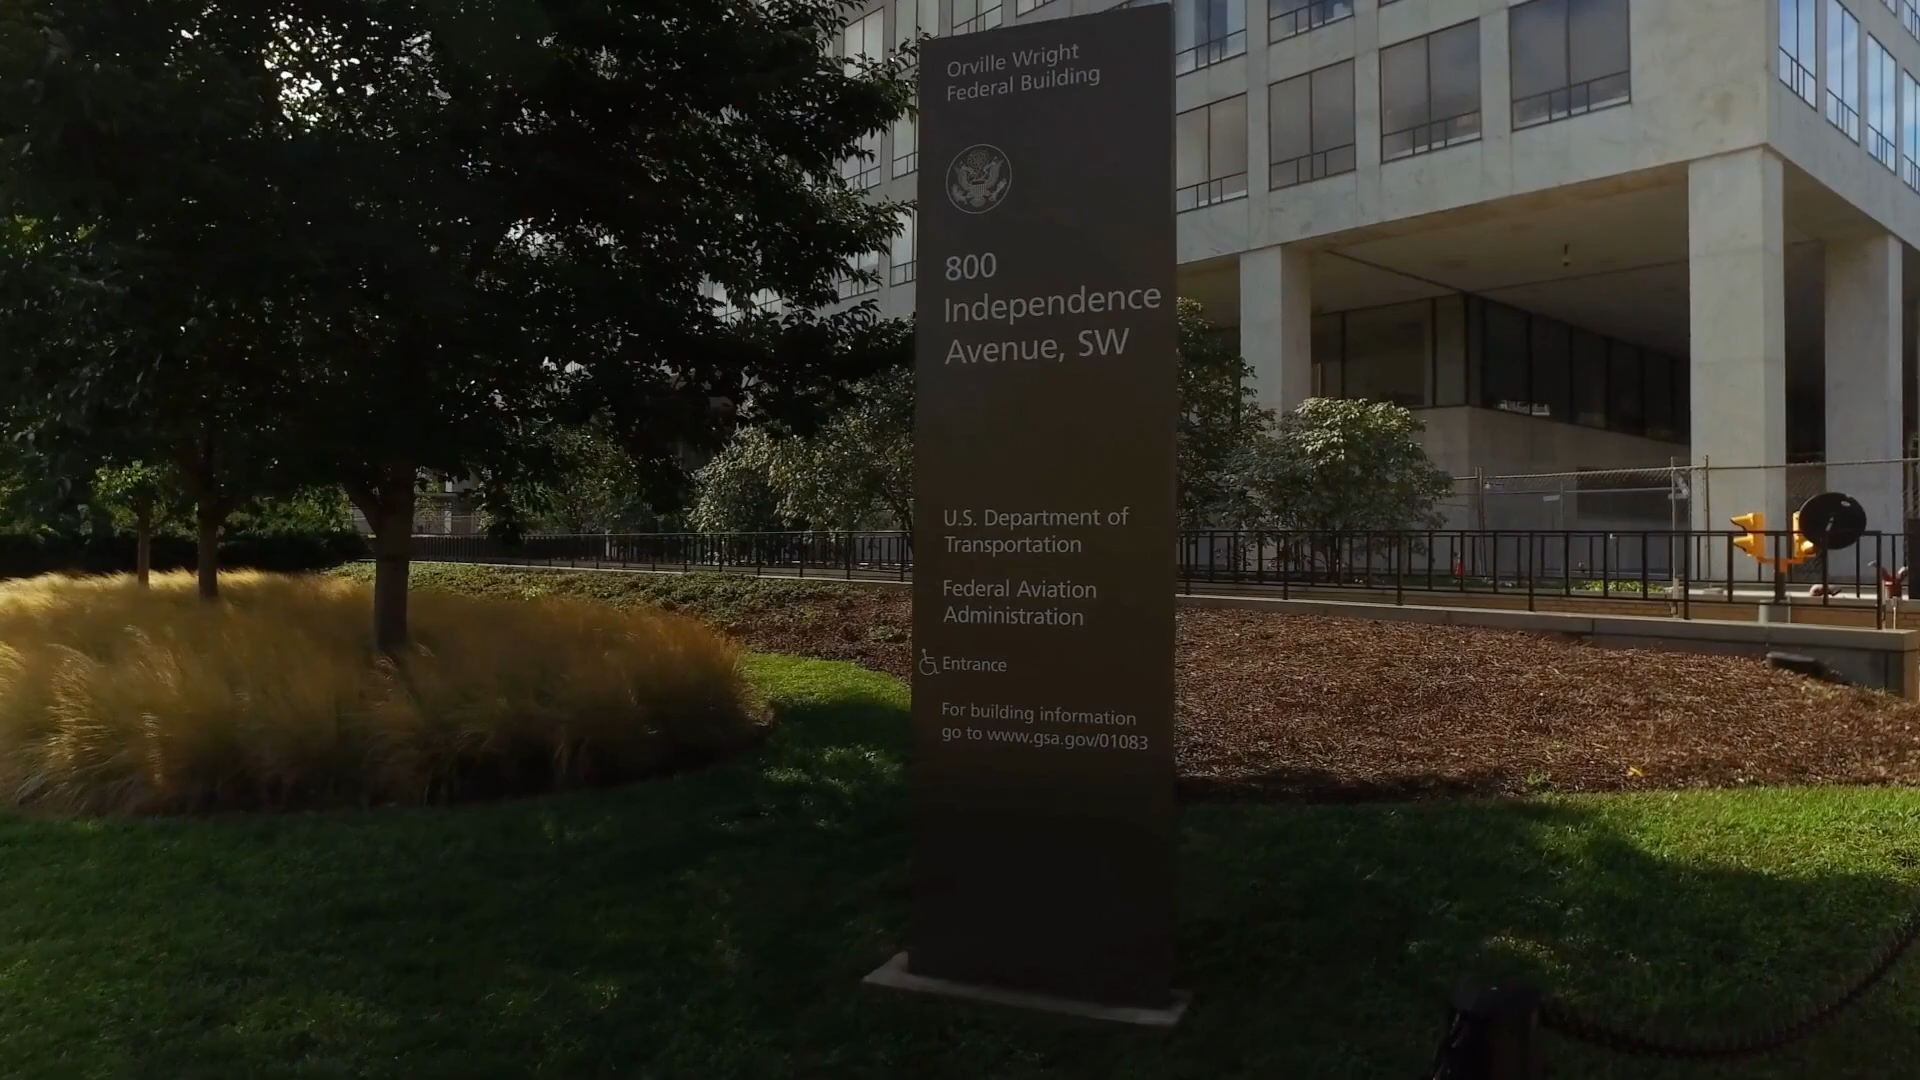 Orville Wright
Federal Building
800
Independence
Avenue, SW
U.S. Department of
Transportation
Federal Aviation
Administration
Entrance
For building information
go to www.gsa.gov/01083